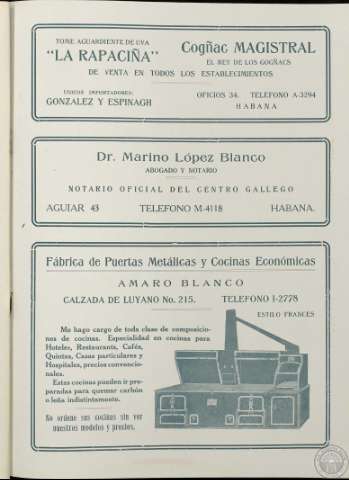 TOME AGUARDIENTE DE UVA
"LA RAPACIÑA"
Cogñac MAGISTRAL
EL REY DE LOS COGÑACS
DE VENTA EN TODOS LOS ESTABLECIMIENTOS
UNICOS IMPORTADORES:
GONZALEZ Y ESPINACH
OFICIOS 34. TELEFONO A-3294
HABANA
Dr. Marino López Blanco
ABOGADO Y NOTARIO
NOTARIO OFICIAL DEL CENTRO GALLEGO
AGUIAR 43 TELEFONO M-4118 HABANA.
Fábrica de Puertas Metálicas y Cocinas Económicas
AMARO BLANCO
CALZADA DE LUYANO No. 215. TELEFONO I-2778
ESTILO FRANCES
Me hago cargo de toda clase de composicio-
nes de cocinas. Especialidad en cocinas para
Hoteles, Restaurants, Cafés,
Quintas, Casas particulares y
Hospitales, precios convencio-
nales.
Estas cocinas pueden ir pre-
paradas para quemar carbón
o leña indistintamente.
No ordene sus cocinas sin ver
nuestros modelos y precios.